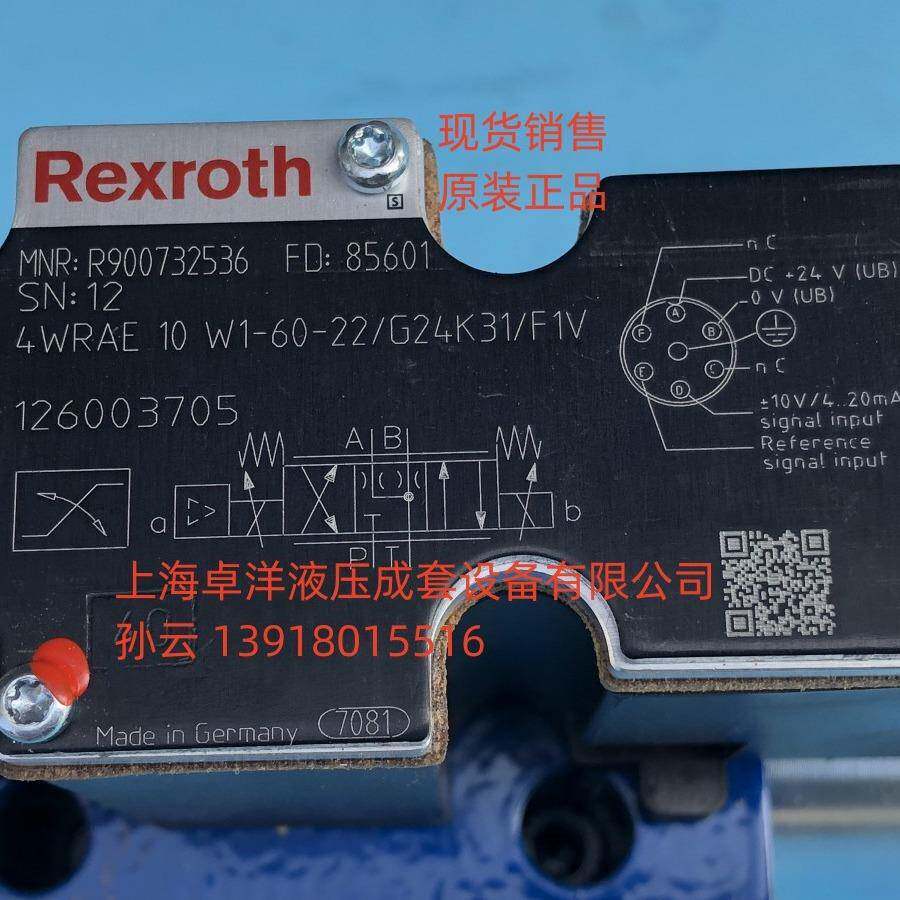 现货销售
原装正品
Rexroth
S
MNR: R900732536 FD: 85601
SN: 12
4WRAE 10 W1-60-22/G24K31/F1V
126003705
n C
DC +24 V (UB)
0 V (UB)
A
F
B
E
C
D
n C
±10V/4..20mA
signal input
Reference
signal input
A B
a
b
P T
上海卓洋液压成套设备有限公司
孙云 13918015516
Made in Germany 7081